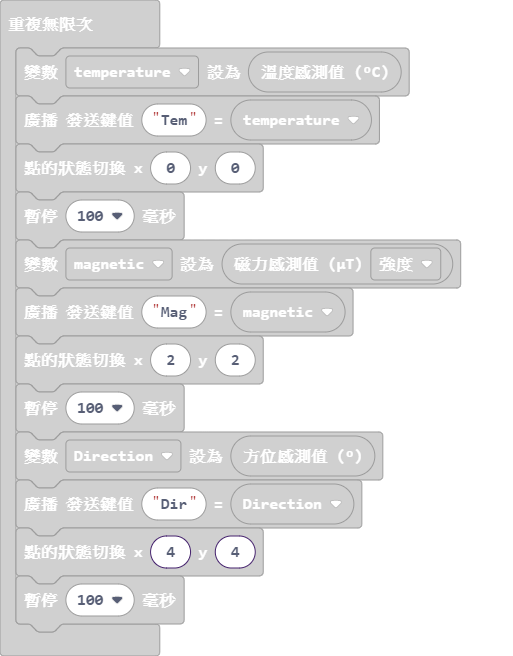 重複無限次
變數 temperature 設為 溫度感測值 (°C)
廣播 發送鍵值 "Tem" = temperature
點的狀態切換 x 0 y 0
暫停 100 毫秒
變數 magnetic 設為 磁力感測值 (μT) 強度
廣播 發送鍵值 "Mag" = magnetic
點的狀態切換 x 2 y 2
暫停 100 毫秒
變數 Direction 設為 方位感測值 (°)
廣播 發送鍵值 "Dir" = Direction
點的狀態切換 x 4 y 4
暫停 100 毫秒